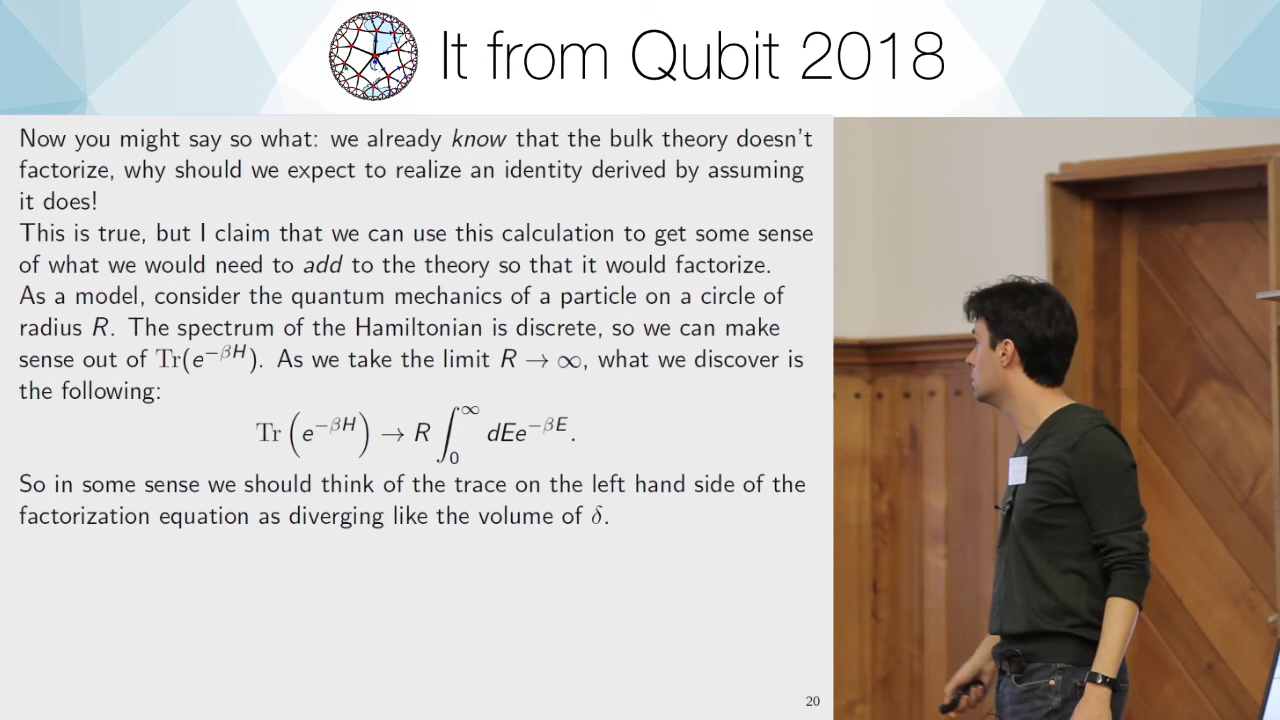 It from Qubit 2018
Now you might say so what: we already know that the bulk theory doesn't
factorize, why should we expect to realize an identity derived by assuming
it does!
This is true, but I claim that we can use this calculation to get some sense
of what we would need to add to the theory so that it would factorize.
As a model, consider the quantum mechanics of a particle on a circle of
radius R. The spectrum of the Hamiltonian is discrete, so we can make
sense out of Tr(e^{−βH}). As we take the limit R → ∞, what we discover is
the following:
Tr (e^{−βH}) → R ∫_0^∞ dEe^{−βE}.
So in some sense we should think of the trace on the left hand side of the
factorization equation as diverging like the volume of δ.
20